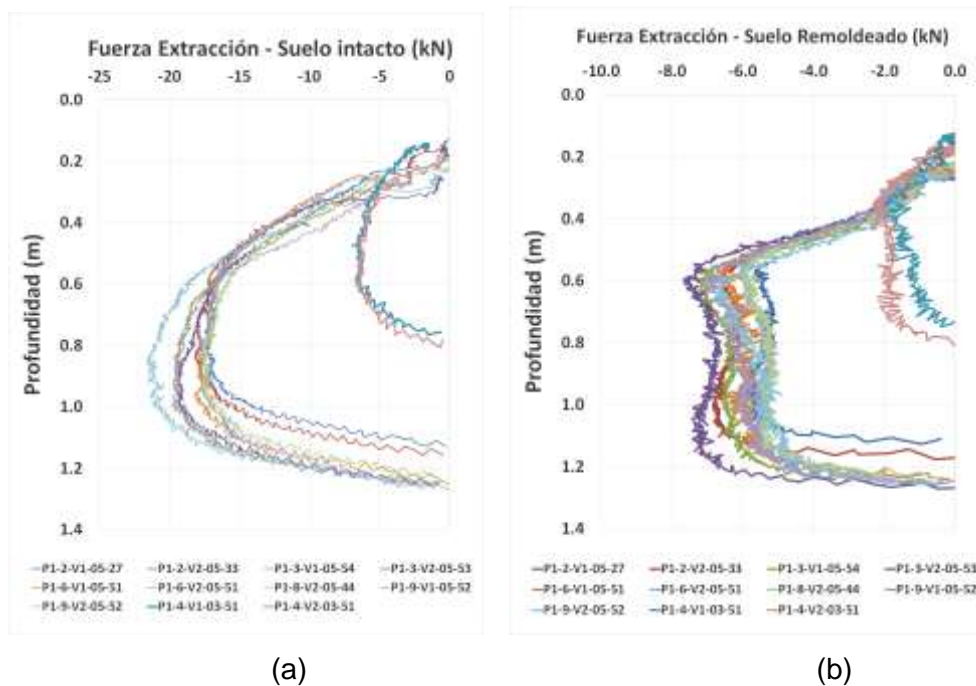 Fuerza Extracción - Suelo intacto (kN)
-25 -20 -15 -10 -5 0
0.0
0.2
0.4
0.6
0.8
1.0
1.2
1.4
Profundidad (m)
P1-2-V1-05-27 P1-2-V2-05-33 P1-3-V1-05-54 P1-3-V2-05-53
P1-6-V1-05-51 P1-6-V2-05-51 P1-8-V2-05-44 P1-9-V1-05-52
P1-9-V2-05-52 P1-4-V1-03-51 P1-4-V2-03-51
(a)
Fuerza Extracción - Suelo Remoldeado (kN)
-10.0 -8.0 -6.0 -4.0 -2.0 0.0
0.0
0.2
0.4
0.6
0.8
1.0
1.2
1.4
Profundidad (m)
P1-2-V1-05-27 P1-2-V2-05-33 P1-3-V1-05-54 P1-3-V2-05-53
P1-6-V1-05-51 P1-6-V2-05-51 P1-8-V2-05-44 P1-9-V1-05-52
P1-9-V2-05-52 P1-4-V1-03-51 P1-4-V2-03-51
(b)